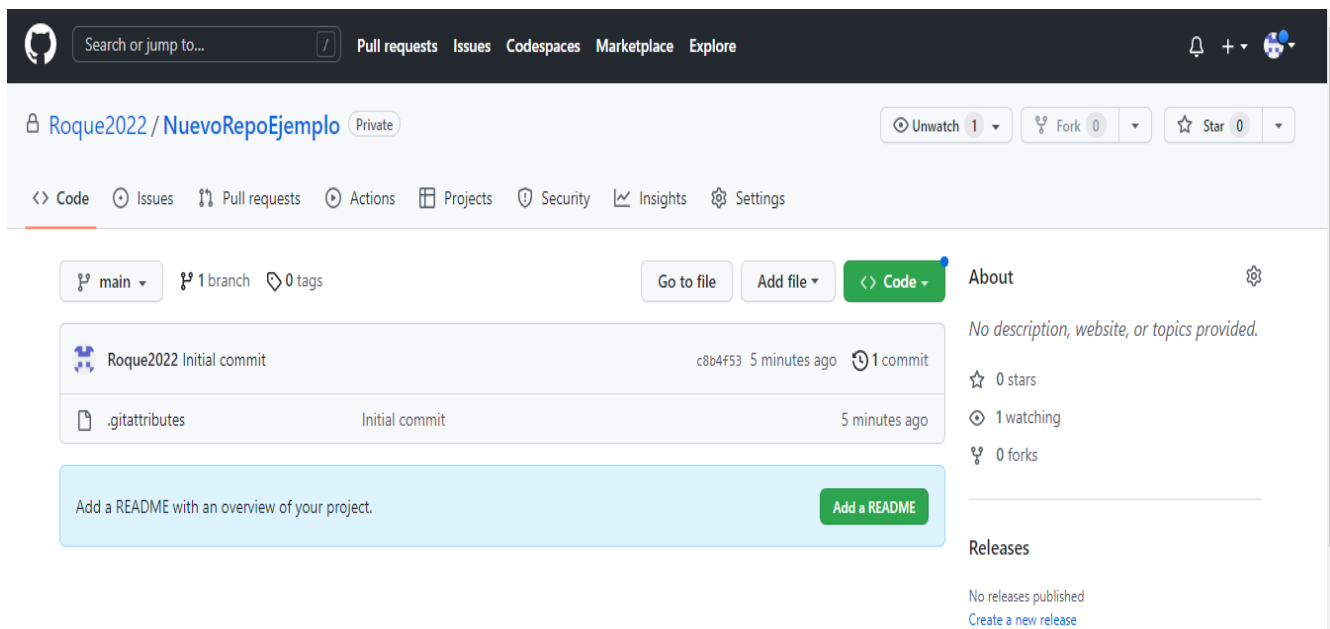 Search or jump to... / Pull requests Issues Codespaces Marketplace Explore
Roque2022 / NuevoRepoEjemplo Private Unwatch 1 Fork 0 Star 0
<> Code Issues Pull requests Actions Projects Security Insights Settings
main 1 branch 0 tags Go to file Add file <> Code
About
No description, website, or topics provided.
Roque2022 Initial commit c8b4f53 5 minutes ago 1 commit
0 stars
.gitattributes Initial commit 5 minutes ago
1 watching
0 forks
Add a README with an overview of your project. Add a README
Releases
No releases published
Create a new release